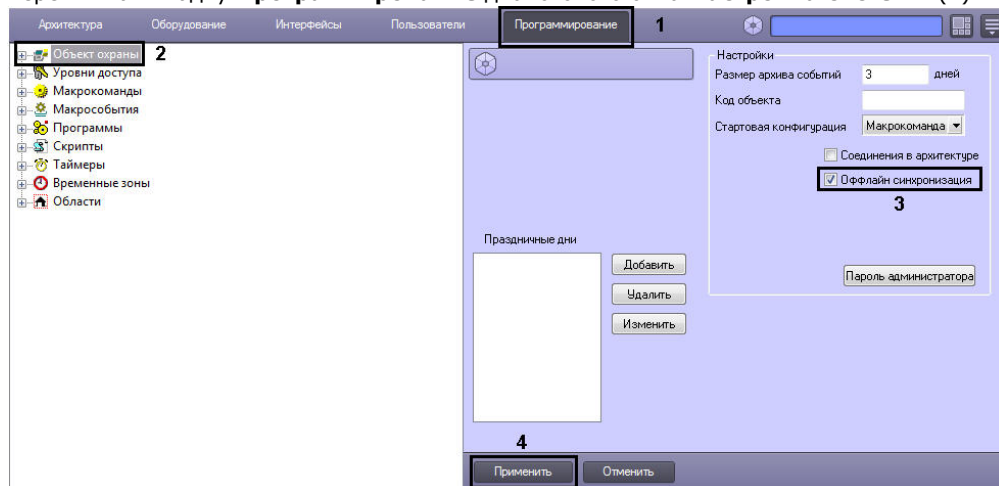 Архитектура Оборудование Интерфейсы Пользователи Программирование 1
Объект охраны 2
Уровни доступа
Макрокоманды
Макрособытия
Программы
Скрипты
Таймеры
Временные зоны
Области
Настройки
Размер архива событий 3 дней
Код объекта
Стартовая конфигурация Макрокоманда
Соединения в архитектуре
Оффлайн синхронизация
3
Пароль администратора
Праздничные дни
Добавить
Удалить
Изменить
4
Применить Отменить